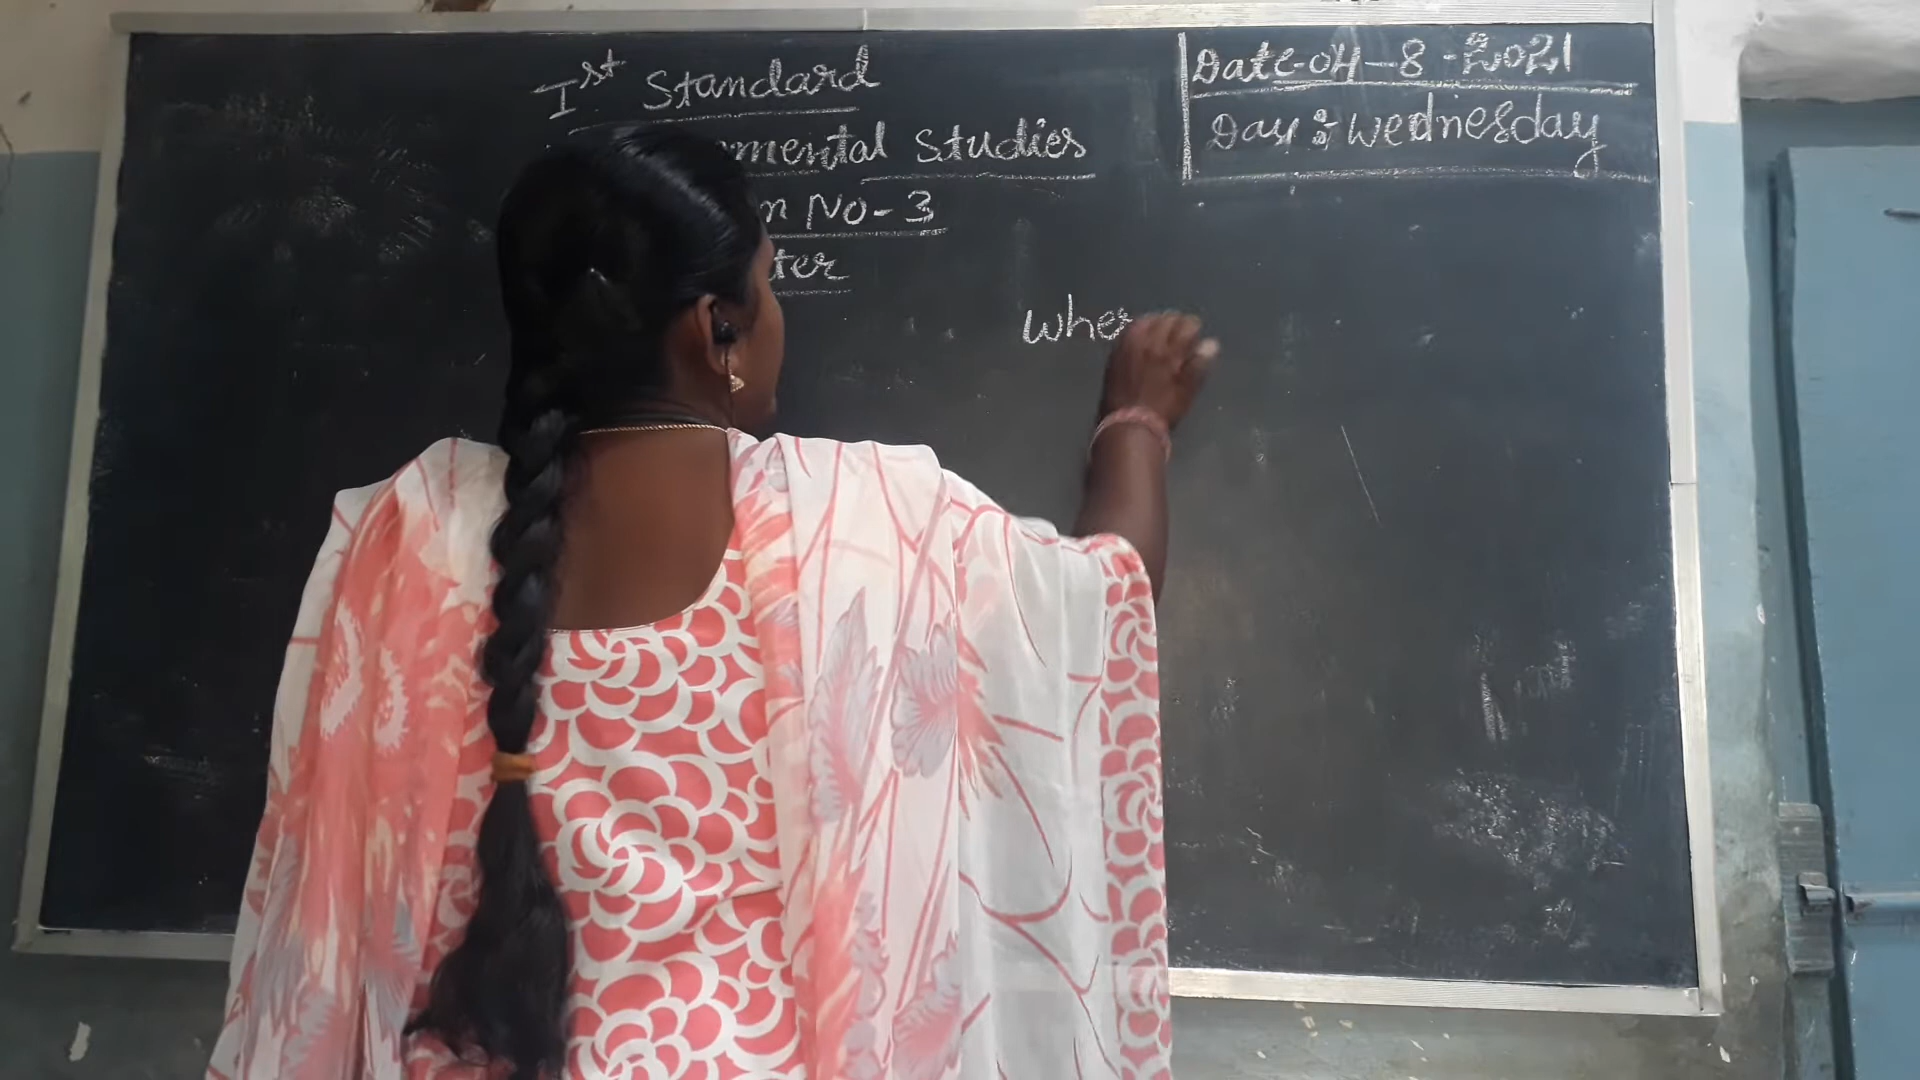 Ist Standard
mental Studies
n No-3
ter
Date-04-8-2021
Day: Wednesday
whe